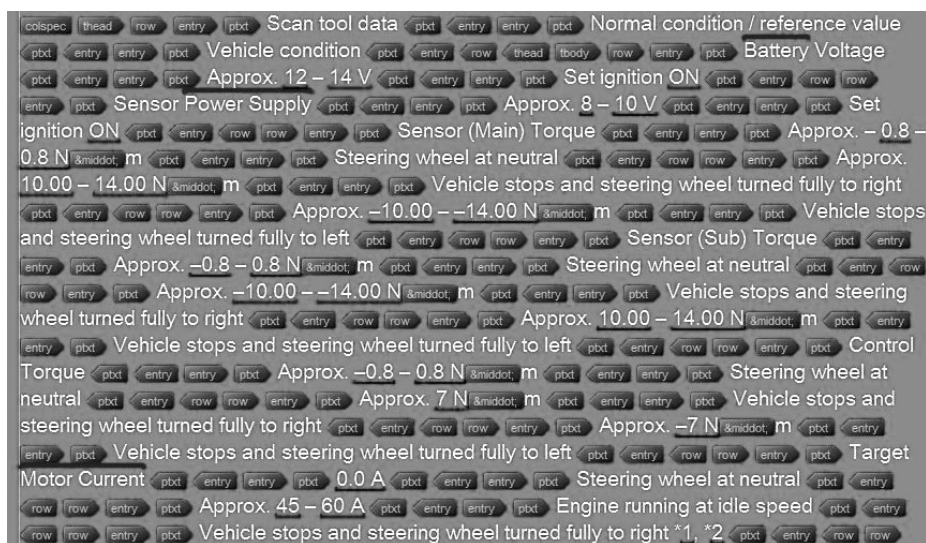 colspec thead row entry ptxt Scan tool data ptxt entry entry ptxt Normal condition / reference value
ptxt entry entry ptxt Vehicle condition ptxt entry row thead tbody row entry ptxt Battery Voltage
ptxt entry entry ptxt Approx. 12 – 14 V ptxt entry entry ptxt Set ignition ON ptxt entry row row
entry ptxt Sensor Power Supply ptxt entry entry ptxt Approx. 8 – 10 V ptxt entry entry ptxt Set
ignition ON ptxt entry row row entry ptxt Sensor (Main) Torque ptxt entry entry ptxt Approx. – 0.8 –
0.8 N &middot; m ptxt entry entry ptxt Steering wheel at neutral ptxt entry row row entry ptxt Approx.
10.00 – 14.00 N &middot; m ptxt entry entry ptxt Vehicle stops and steering wheel turned fully to right
ptxt entry row row entry ptxt Approx. –10.00 – –14.00 N &middot; m ptxt entry entry ptxt Vehicle stops
and steering wheel turned fully to left ptxt entry row row entry ptxt Sensor (Sub) Torque ptxt entry
entry ptxt Approx. –0.8 – 0.8 N &middot; m ptxt entry entry ptxt Steering wheel at neutral ptxt entry row
row entry ptxt Approx. –10.00 – –14.00 N &middot; m ptxt entry entry ptxt Vehicle stops and steering
wheel turned fully to right ptxt entry row row entry ptxt Approx. 10.00 – 14.00 N &middot; m ptxt entry
entry ptxt Vehicle stops and steering wheel turned fully to left ptxt entry row row entry ptxt Control
Torque ptxt entry entry ptxt Approx. –0.8 – 0.8 N &middot; m ptxt entry entry ptxt Steering wheel at
neutral ptxt entry row row entry ptxt Approx. 7 N &middot; m ptxt entry entry ptxt Vehicle stops and
steering wheel turned fully to right ptxt entry row row entry ptxt Approx. –7 N &middot; m ptxt entry
entry ptxt Vehicle stops and steering wheel turned fully to left ptxt entry row row entry ptxt Target
Motor Current ptxt entry entry ptxt 0.0 A ptxt entry entry ptxt Steering wheel at neutral ptxt entry
row row entry ptxt Approx. 45 – 60 A ptxt entry entry ptxt Engine running at idle speed ptxt entry
row row entry ptxt Vehicle stops and steering wheel turned fully to right *1, *2 ptxt entry row row